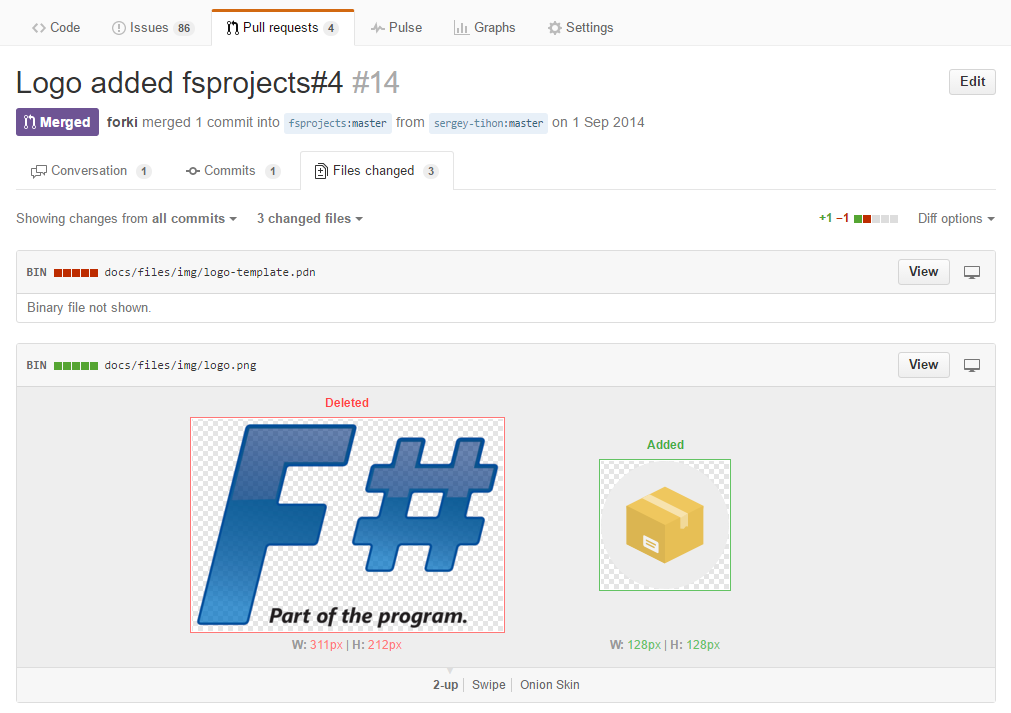 Code Issues 86 Pull requests 4 Pulse Graphs Settings
Logo added fsprojects#4 #14
Edit
Merged forki merged 1 commit into fsprojects:master from sergey-tihon:master on 1 Sep 2014
Conversation 1 Commits 1 Files changed 3
Showing changes from all commits 3 changed files +1 −1 Diff options
BIN docs/files/img/logo-template.pdn View
Binary file not shown.
BIN docs/files/img/logo.png View
Deleted
Added
F#
Part of the program.
W: 311px | H: 212px
W: 128px | H: 128px
2-up Swipe Onion Skin